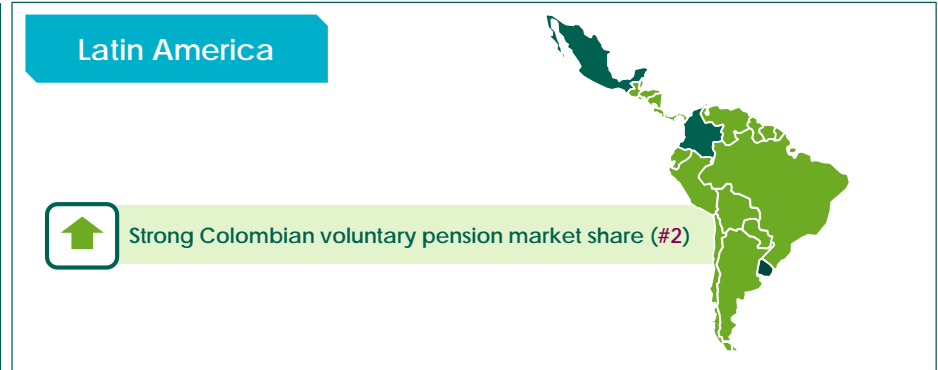 Latin America
Strong Colombian voluntary pension market share (#2)